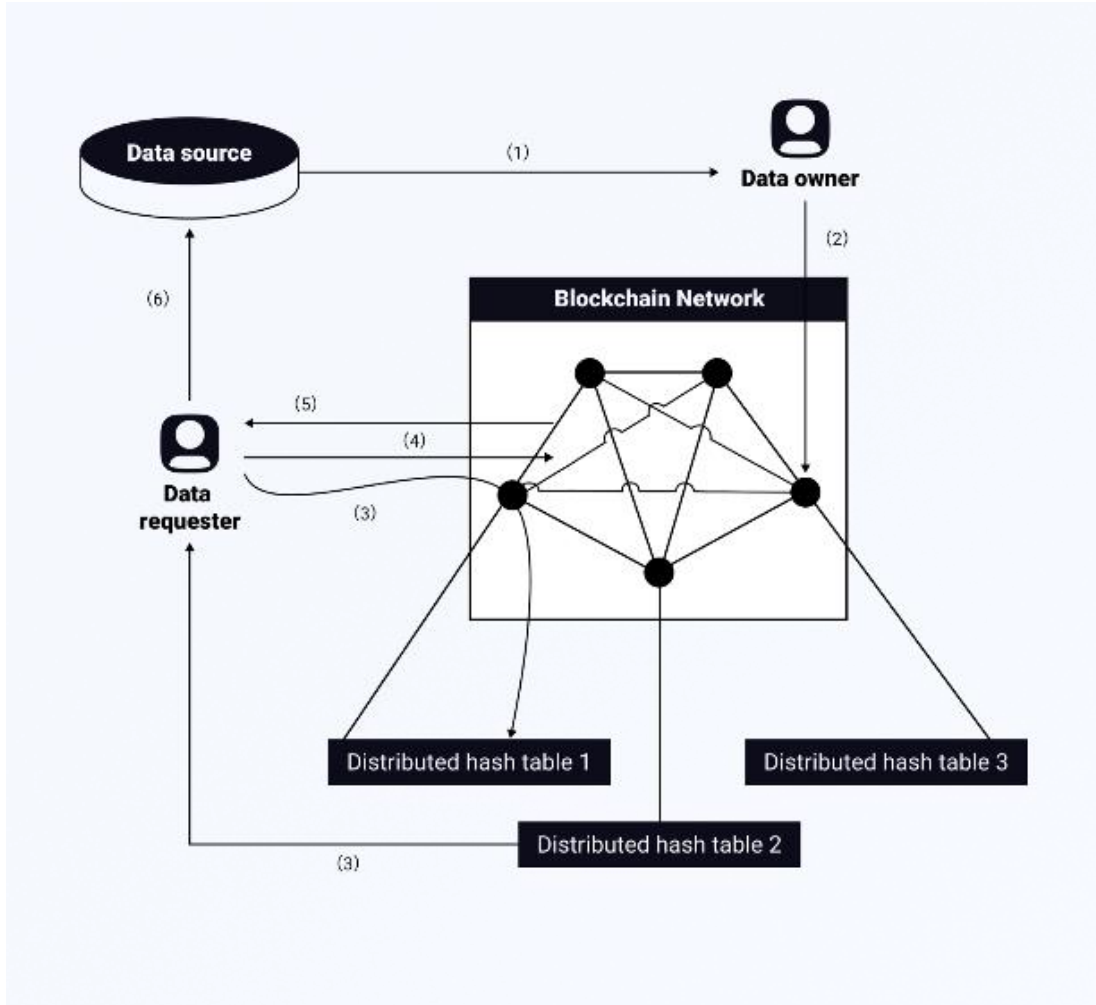 Data source
(1)
Data owner
(2)
Blockchain Network
(6)
(5)
(4)
Data
requester
(3)
Distributed hash table 1
Distributed hash table 3
Distributed hash table 2
(3)